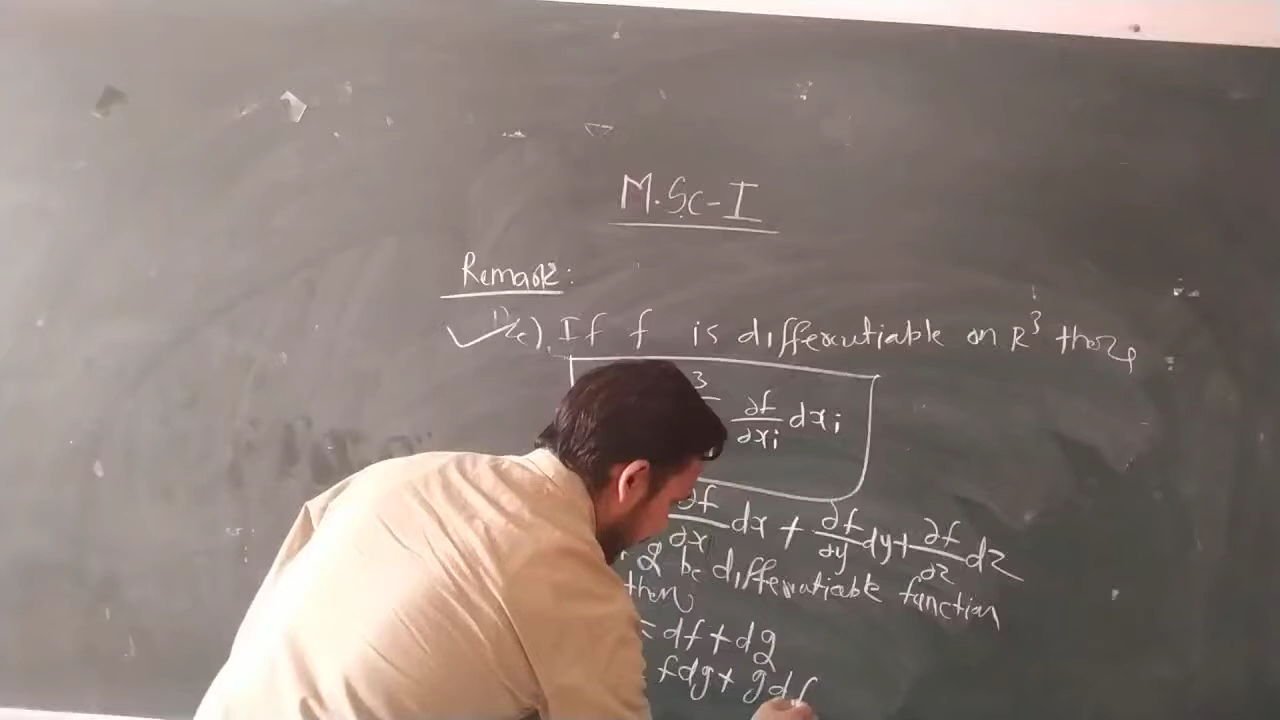 M.Sc-I
Remark:
If f is differentiable on R³ then
3
∂f/∂xi dxi
∂f/∂x dx + ∂f/∂y dy + ∂f/∂z dz
g be differentiable function
then
= df + dg
= fdg + gdf